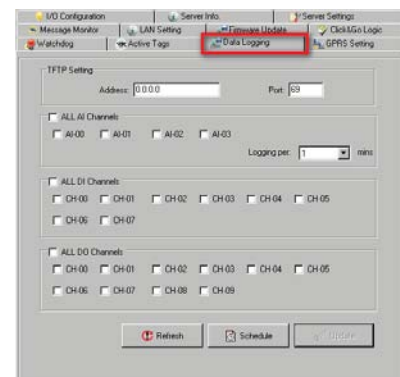 I/O Configuration Server Info. Server Settings
Message Monitor LAN Setting Firmware Update Click&Go Logic
Watchdog Active Tags Data Logging GPRS Setting
TFTP Setting
Address: 0.0.0.0 Port: 69
ALL AI Channels
AI-00 AI-01 AI-02 AI-03
Logging per: 1 mins
ALL DI Channels
CH-00 CH-01 CH-02 CH-03 CH-04 CH-05
CH-06 CH-07
ALL DO Channels
CH-00 CH-01 CH-02 CH-03 CH-04 CH-05
CH-06 CH-07 CH-08 CH-09
Refresh Schedule Update